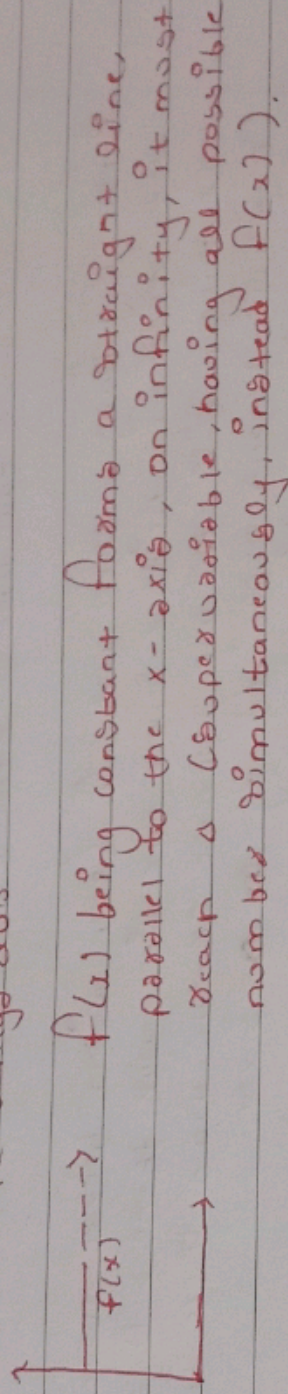 f(x) being constant forms a straight line,
parallel to the x-axis, on infinity, it must
reach ∆ (supervariable, having all possible
number simultaneously, instead f(x)).
f(x)